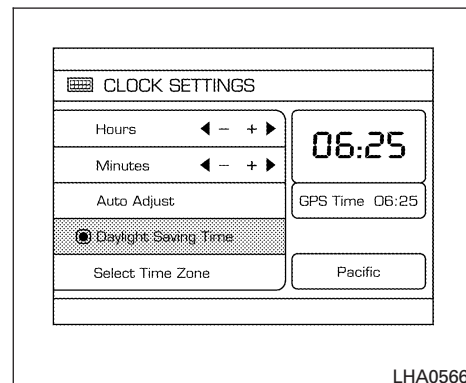 CLOCK SETTINGS
Hours ◀ − + ▶
Minutes ◀ − + ▶
Auto Adjust
Daylight Saving Time
Select Time Zone
06:25
GPS Time 06:25
Pacific
LHA0566